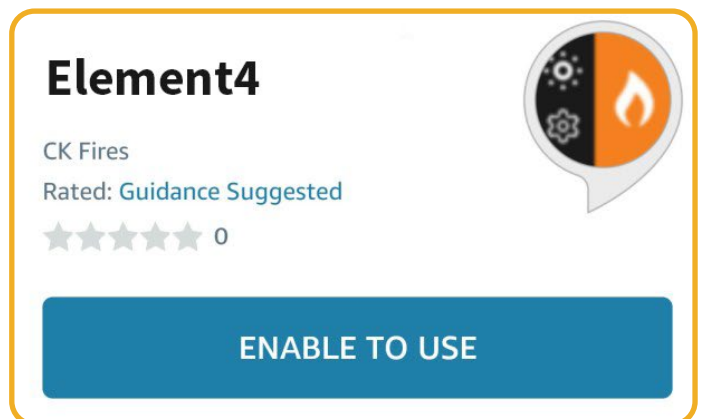 Element4
CK Fires
Rated: Guidance Suggested
0
ENABLE TO USE